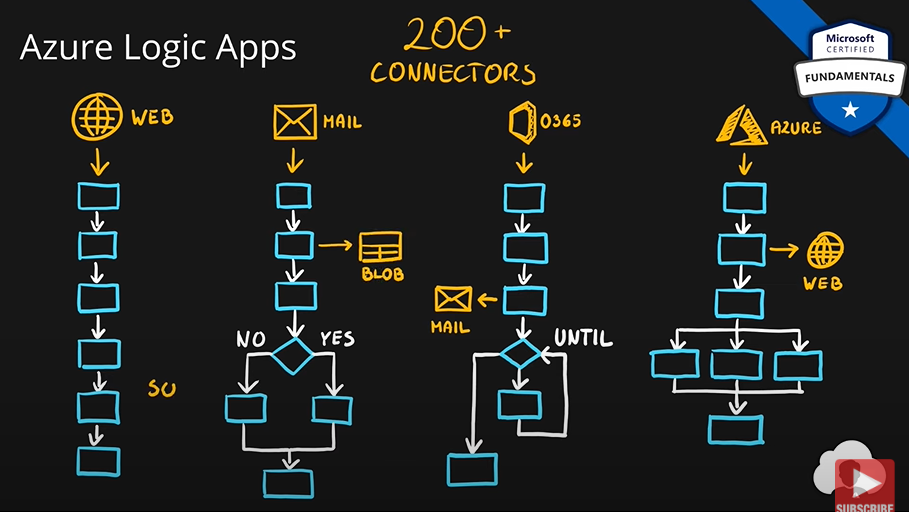 Azure Logic Apps
200+
CONNECTORS
Microsoft
CERTIFIED
FUNDAMENTALS
WEB
MAIL
O365
AZURE
BLOB
MAIL
WEB
NO
YES
UNTIL
SU
SUBSCRIBE